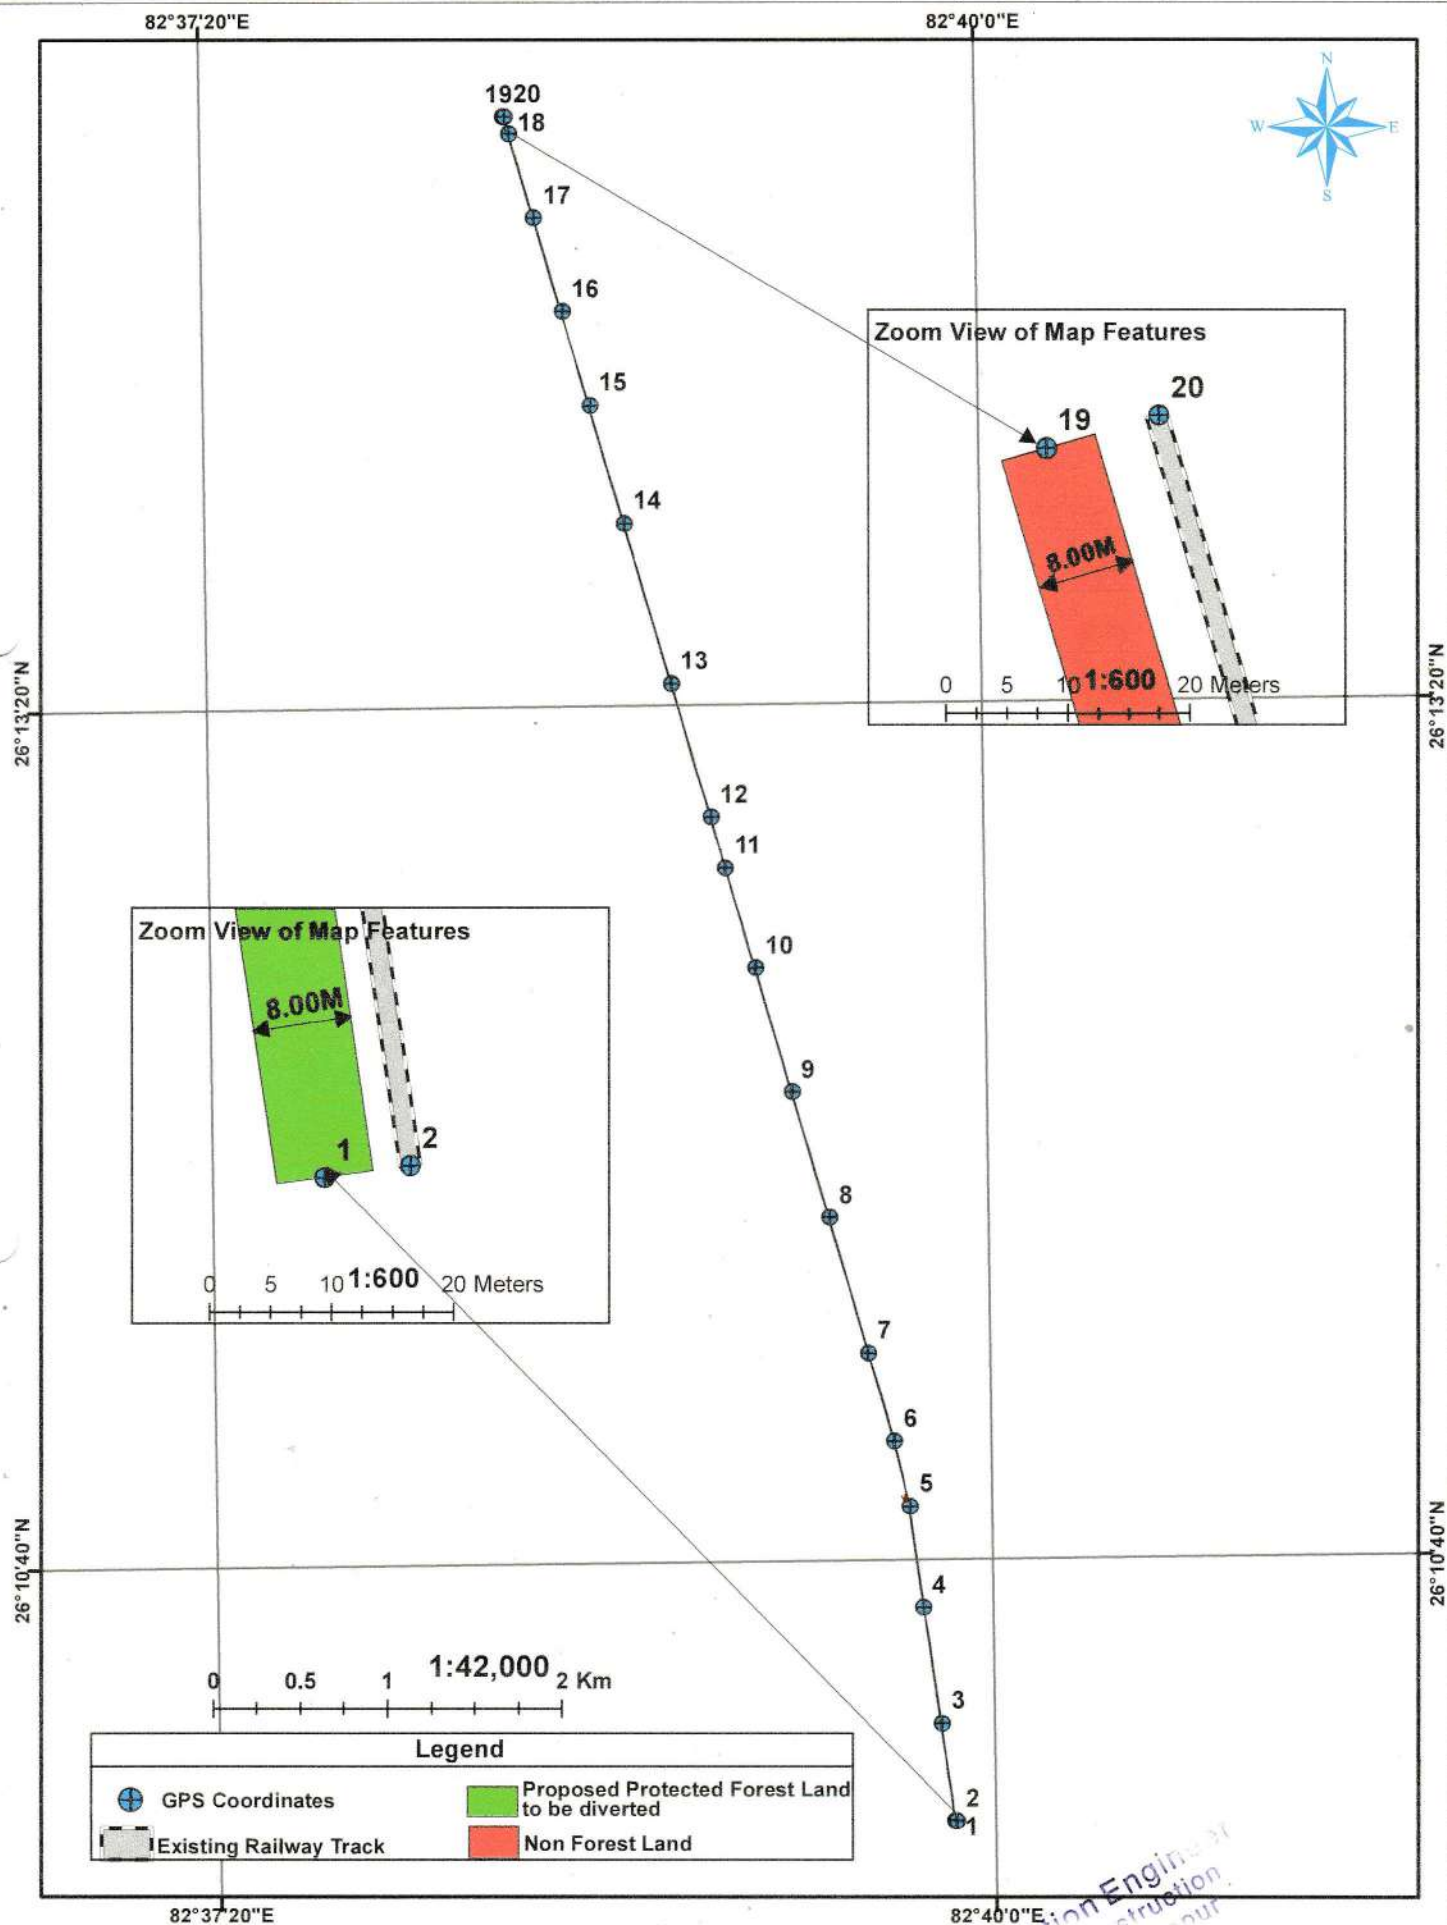 82°37'20"E
82°40'0"E
N
W
E
S
1920
18
17
16
15
14
13
12
11
10
9
8
7
6
5
4
3
2
1
Zoom View of Map Features
20
19
8.00M
0 5 10 1:600 20 Meters
26°13'20"N
26°13'20"N
Zoom View of Map Features
8.00M
1
2
0 5 10 1:600 20 Meters
26°10'40"N
26°10'40"N
0 0.5 1 1:42,000 2 Km
Legend
GPS Coordinates
Proposed Protected Forest Land
to be diverted
Existing Railway Track
Non Forest Land
82°37'20"E
82°40'0"E